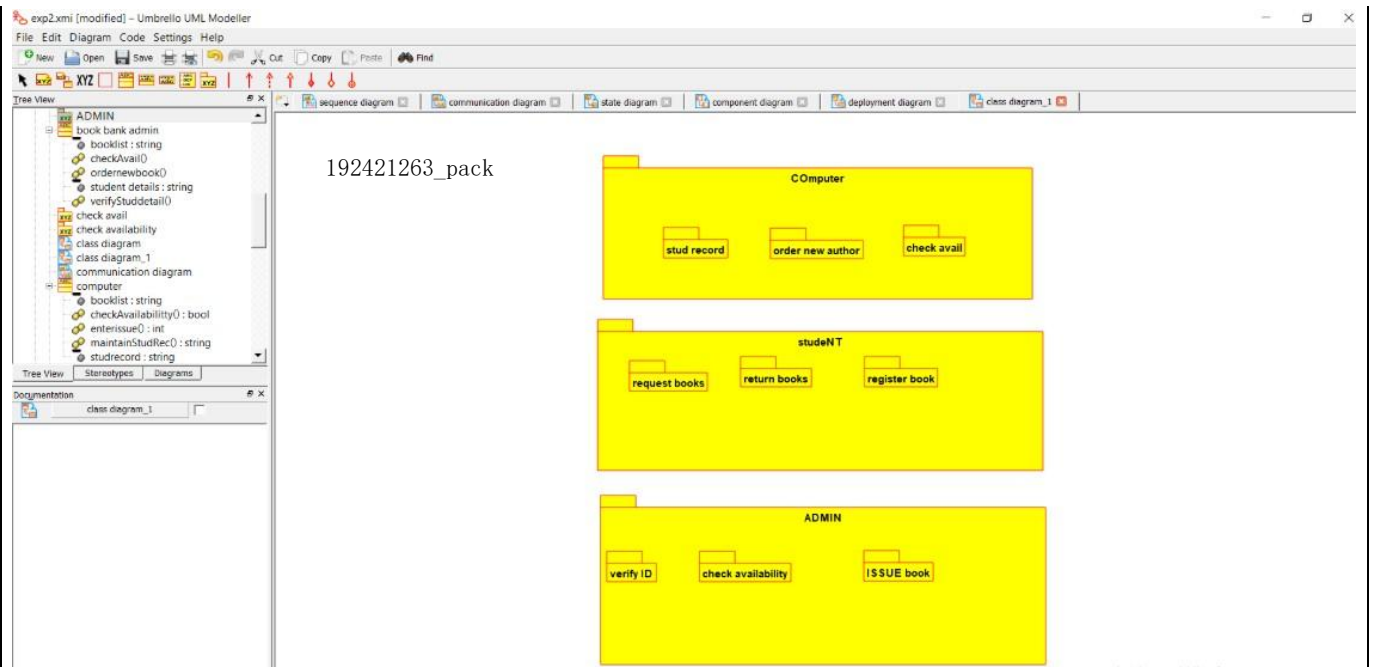 exp2.xmi [modified] – Umbrello UML Modeller
File Edit Diagram Code Settings Help
New Open Save Cut Copy Paste Find
XYZ
Tree View
sequence diagram communication diagram state diagram component diagram deployment diagram class diagram_1
ADMIN
book bank admin
booklist : string
checkAvail()
ordernewbook()
student details : string
verifyStuddetail()
check avail
check availability
class diagram
class diagram_1
communication diagram
computer
booklist : string
checkAvailabilitty() : bool
enterissue() : int
maintainStudRec() : string
studrecord : string
Tree View Stereotypes Diagrams
Documentation
class diagram_1
192421263_pack
COmputer
stud record order new author check avail
studeNT
request books return books register book
ADMIN
verify ID check availability ISSUE book